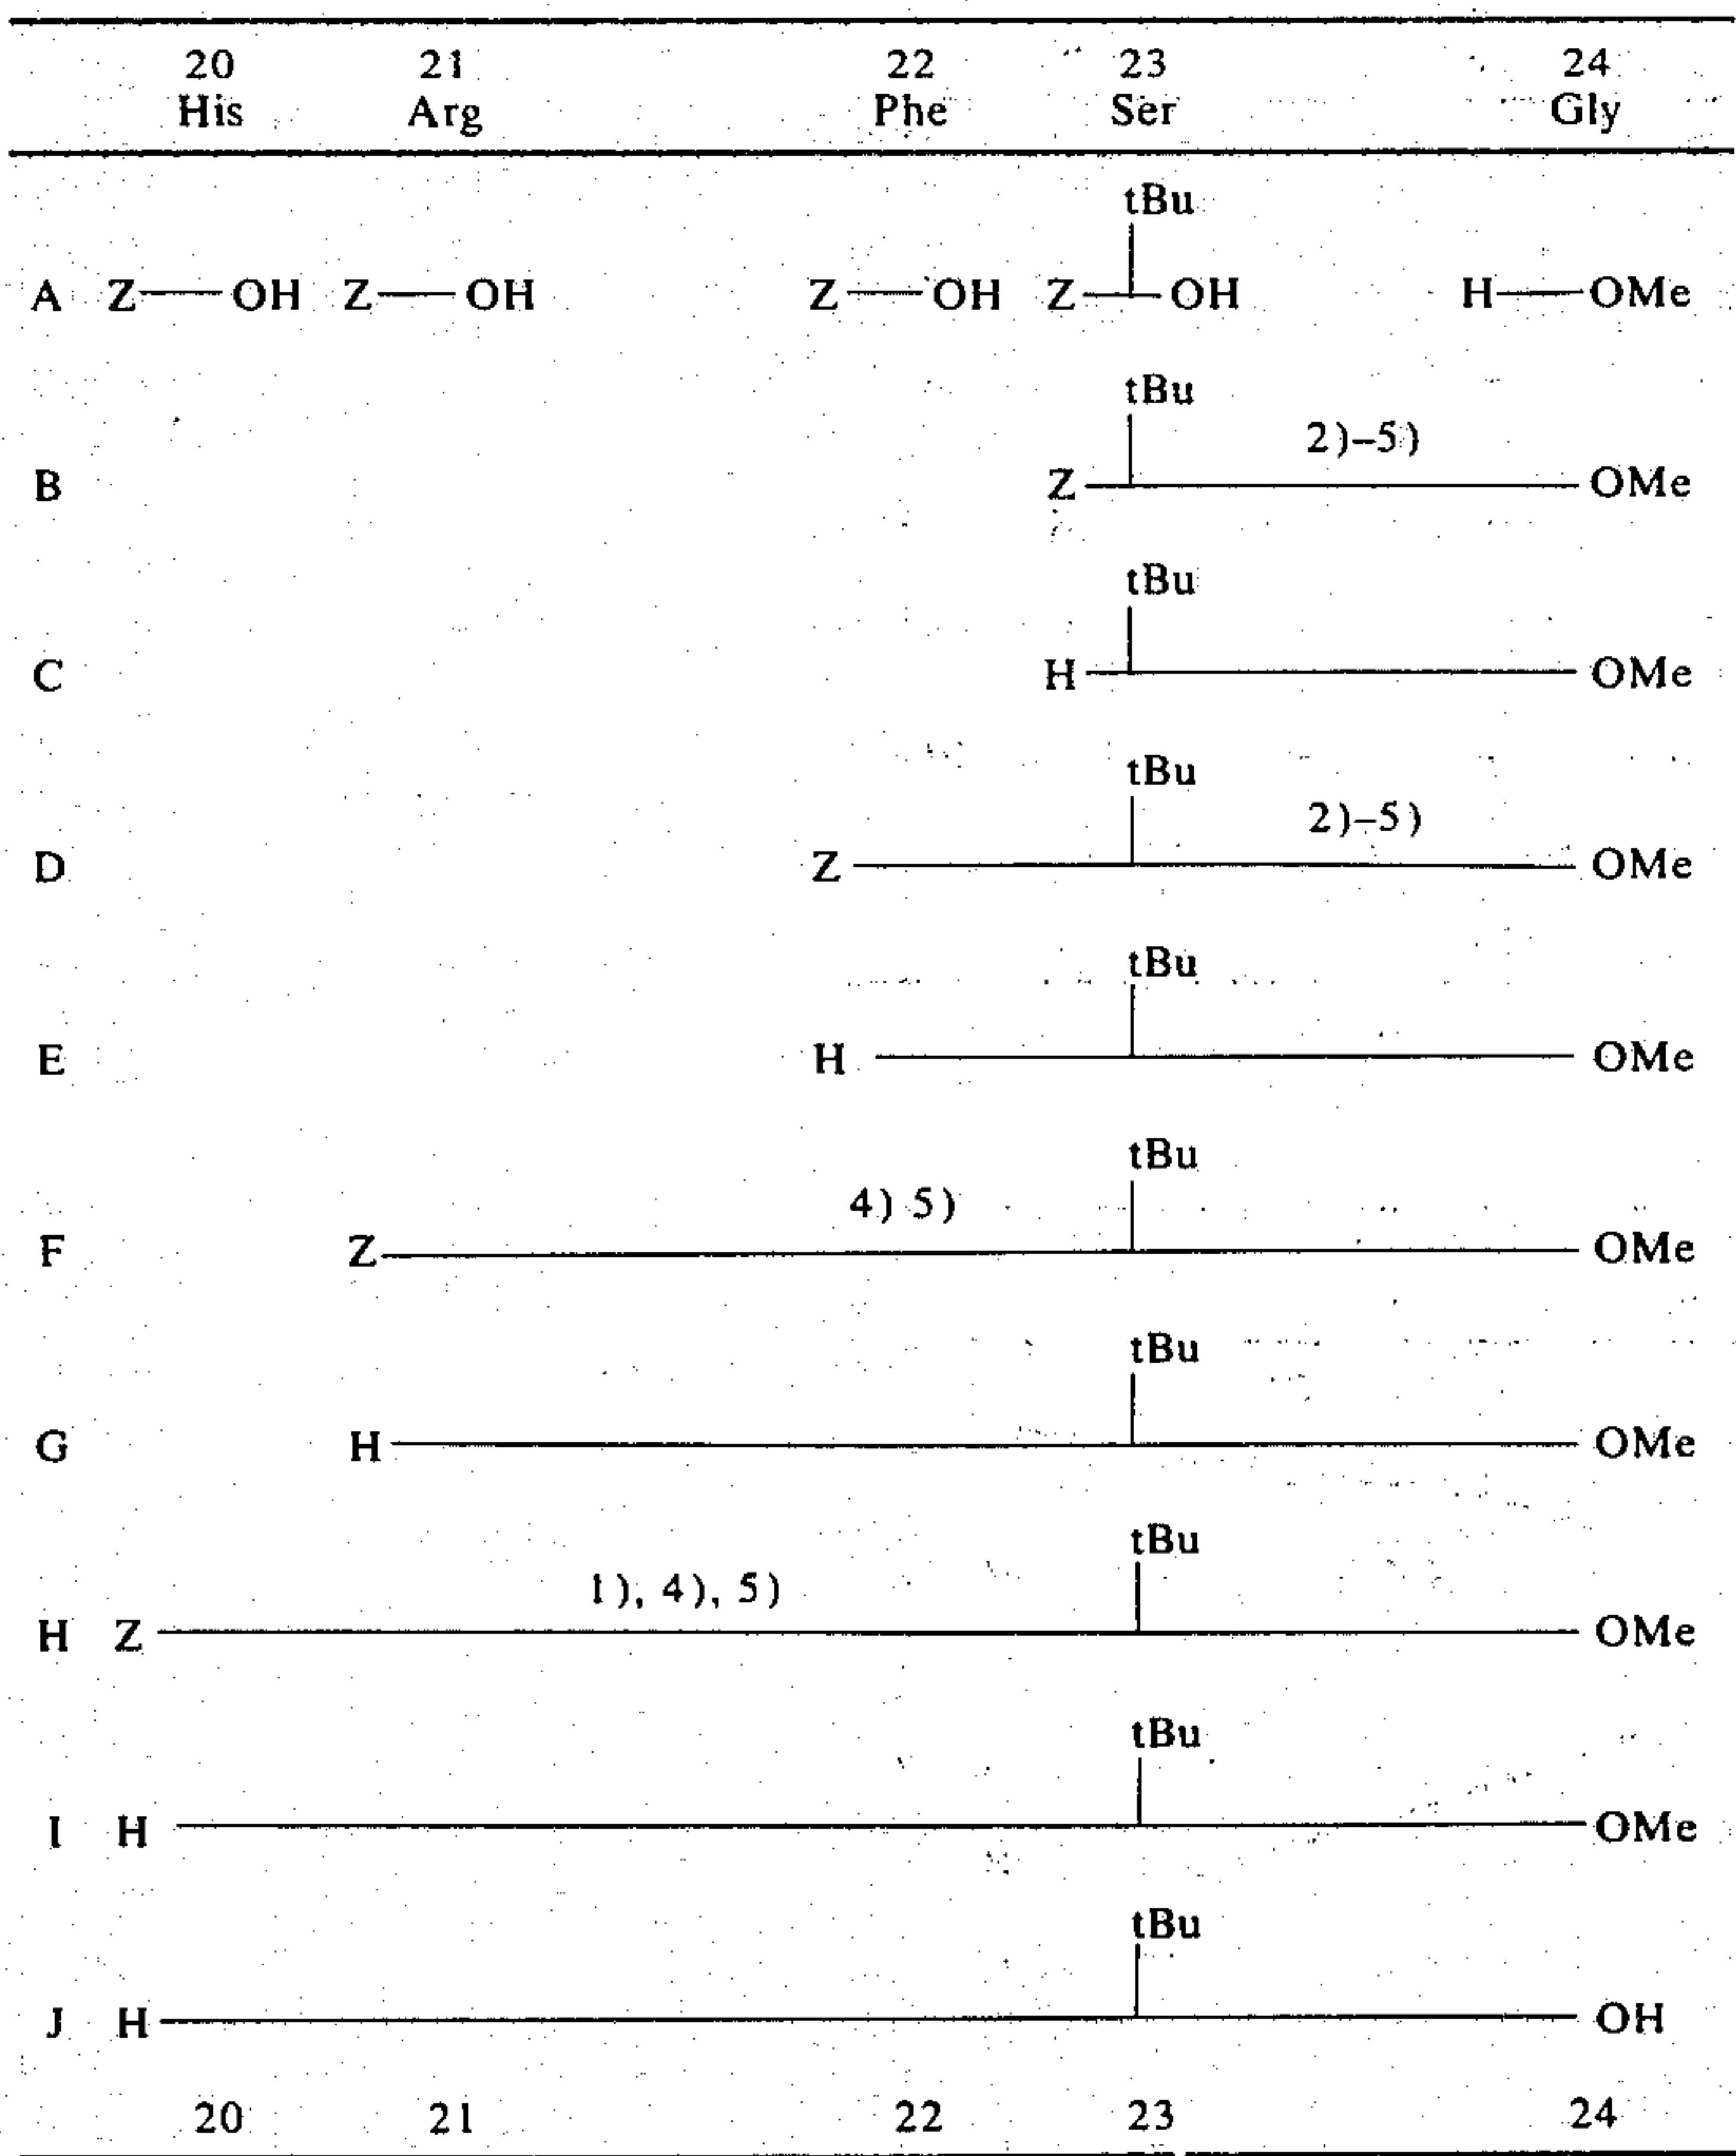 20 21 22 23 24
His Arg Phe Ser Gly
tBu
A Z OH Z OH Z OH Z OH H OMe
tBu
2)–5)
B Z OMe
tBu
C H OMe
tBu
2)–5)
D Z OMe
tBu
E H OMe
tBu
4) 5)
F Z OMe
tBu
G H OMe
tBu
1), 4), 5)
H Z OMe
tBu
I H OMe
tBu
J H OH
20 21 22 23 24